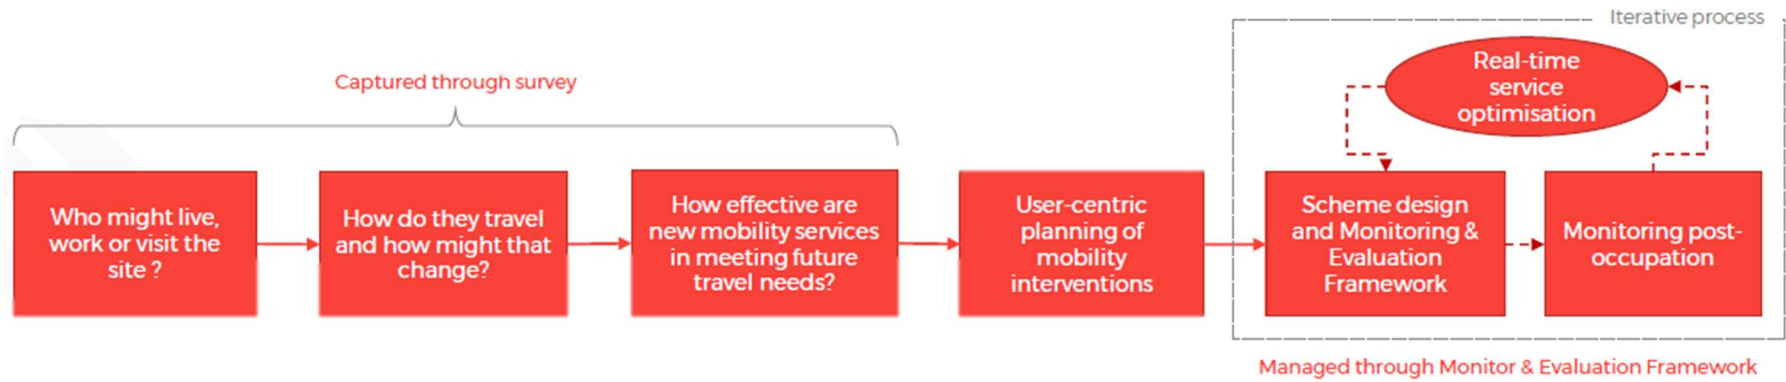 Iterative process
Captured through survey
Real-time
service
optimisation
Who might live,
work or visit the
site ?
How do they travel
and how might that
change?
How effective are
new mobility services
in meeting future
travel needs?
User-centric
planning of
mobility
interventions
Scheme design
and Monitoring &
Evaluation
Framework
Monitoring post-
occupation
Managed through Monitor & Evaluation Framework